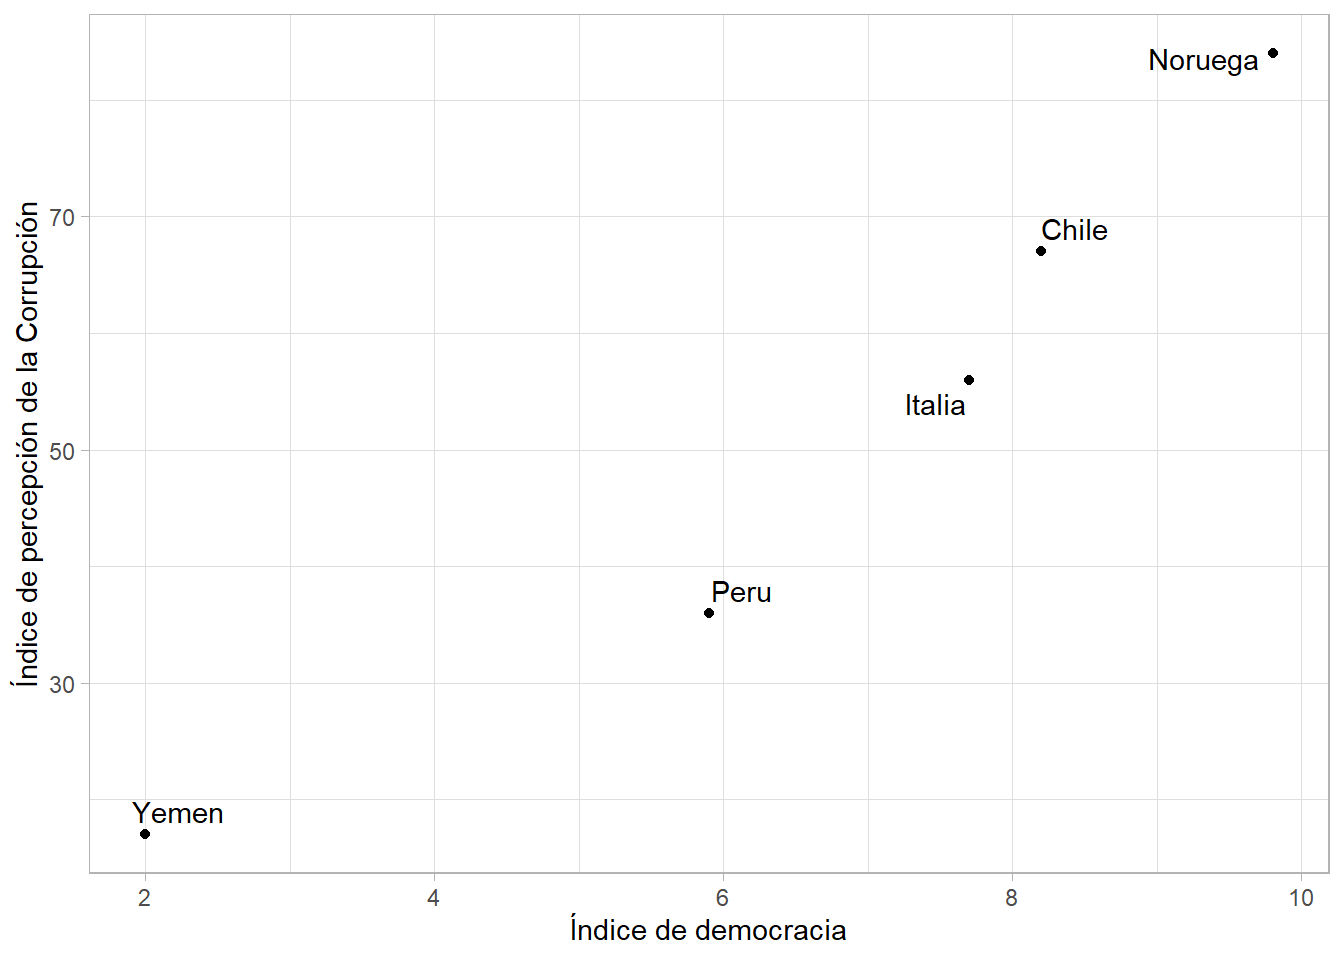 Noruega
70
Chile
Italia
50
Peru
30
Yemen
2
4
6
8
10
Índice de democracia
Índice de percepción de la Corrupción